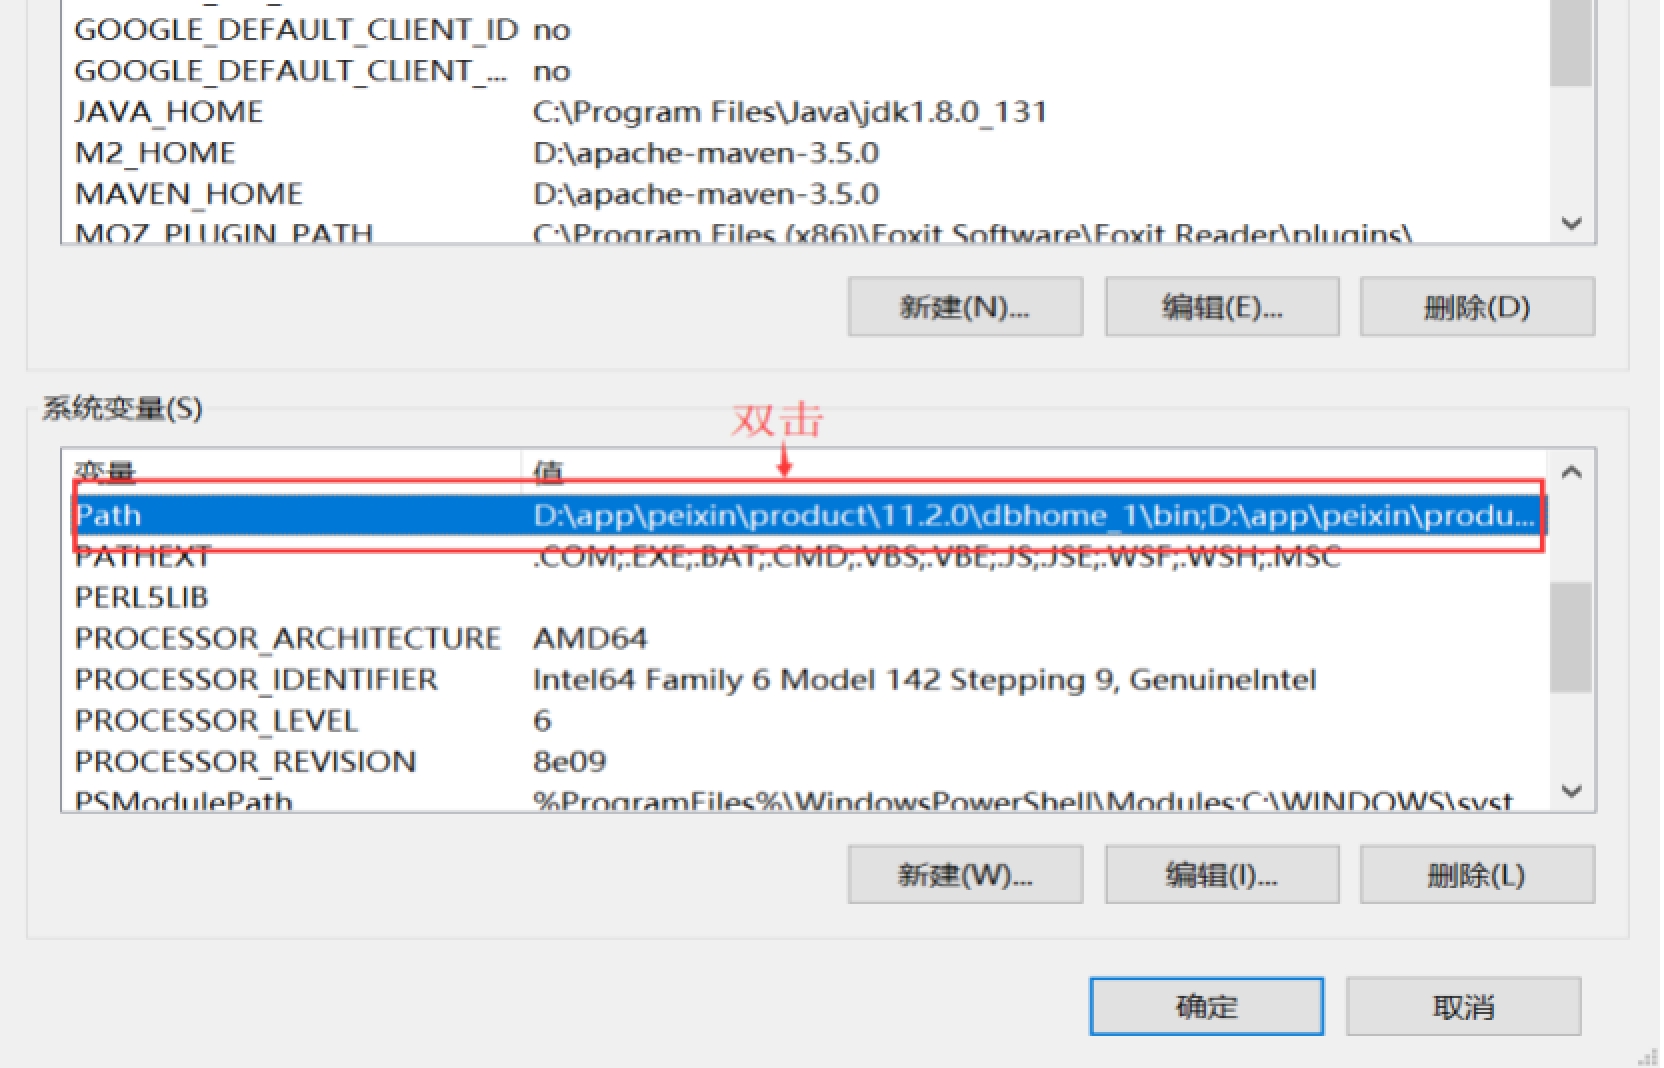 GOOGLE_DEFAULT_CLIENT_ID no
GOOGLE_DEFAULT_CLIENT_... no
JAVA_HOME C:\Program Files\Java\jdk1.8.0_131
M2_HOME D:\apache-maven-3.5.0
MAVEN_HOME D:\apache-maven-3.5.0
MOZ_PLUGIN_PATH C:\Program Files (x86)\Foxit Software\Foxit Reader\plugins\
新建(N)... 编辑(E)... 删除(D)
系统变量(S)
双击
变量 值
Path D:\app\peixin\product\11.2.0\dbhome_1\bin;D:\app\peixin\produ...
PATHEXT .COM;.EXE;.BAT;.CMD;.VBS;.VBE;.JS;.JSE;.WSF;.WSH;.MSC
PERL5LIB
PROCESSOR_ARCHITECTURE AMD64
PROCESSOR_IDENTIFIER Intel64 Family 6 Model 142 Stepping 9, GenuineIntel
PROCESSOR_LEVEL 6
PROCESSOR_REVISION 8e09
PSModulePath %ProgramFiles%\WindowsPowerShell\Modules;C:\WINDOWS\syst
新建(W)... 编辑(I)... 删除(L)
确定 取消